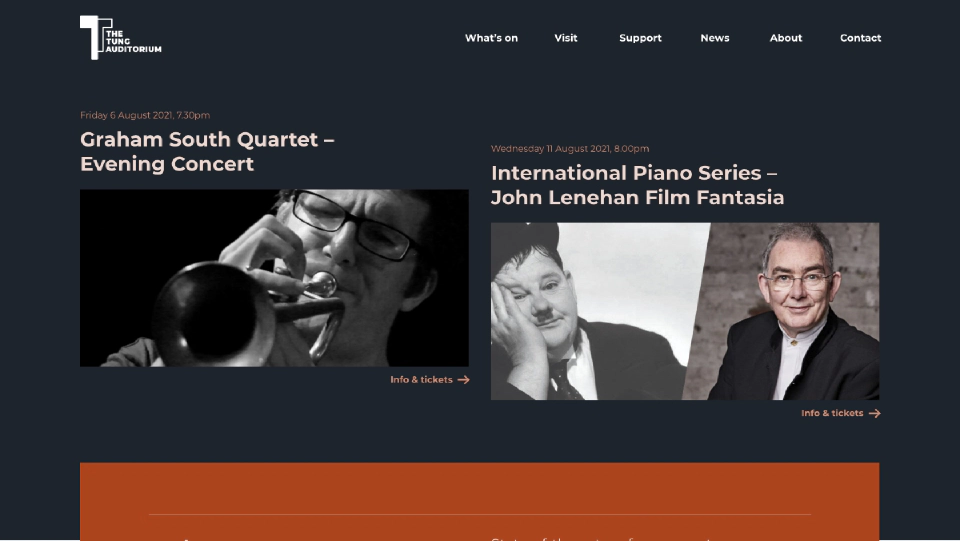 THE
TUNG
AUDITORIUM
What's on Visit Support News About Contact
Friday 6 August 2021, 7.30pm
Graham South Quartet –
Evening Concert
Info & tickets
Wednesday 11 August 2021, 8.00pm
International Piano Series –
John Lenehan Film Fantasia
Info & tickets